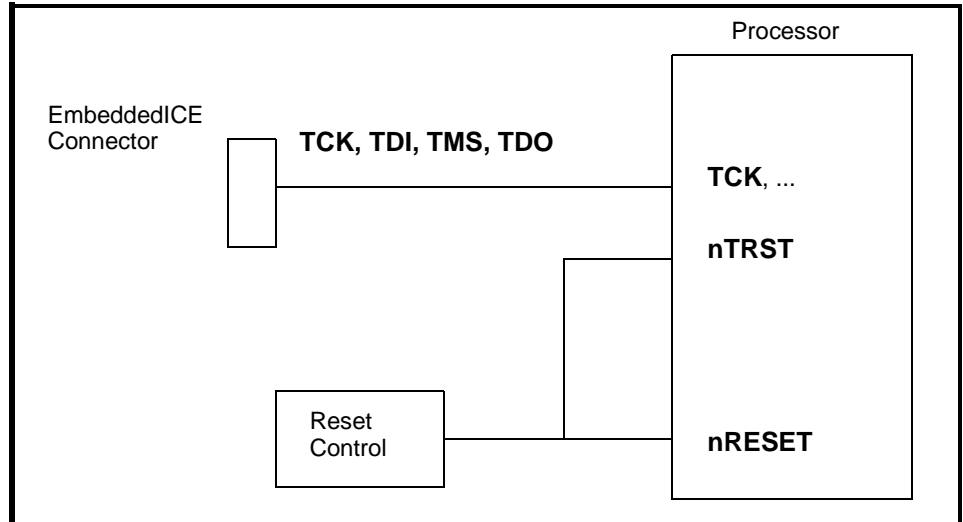 Processor
EmbeddedICE
Connector
TCK, TDI, TMS, TDO
TCK, ...
nTRST
Reset
Control
nRESET